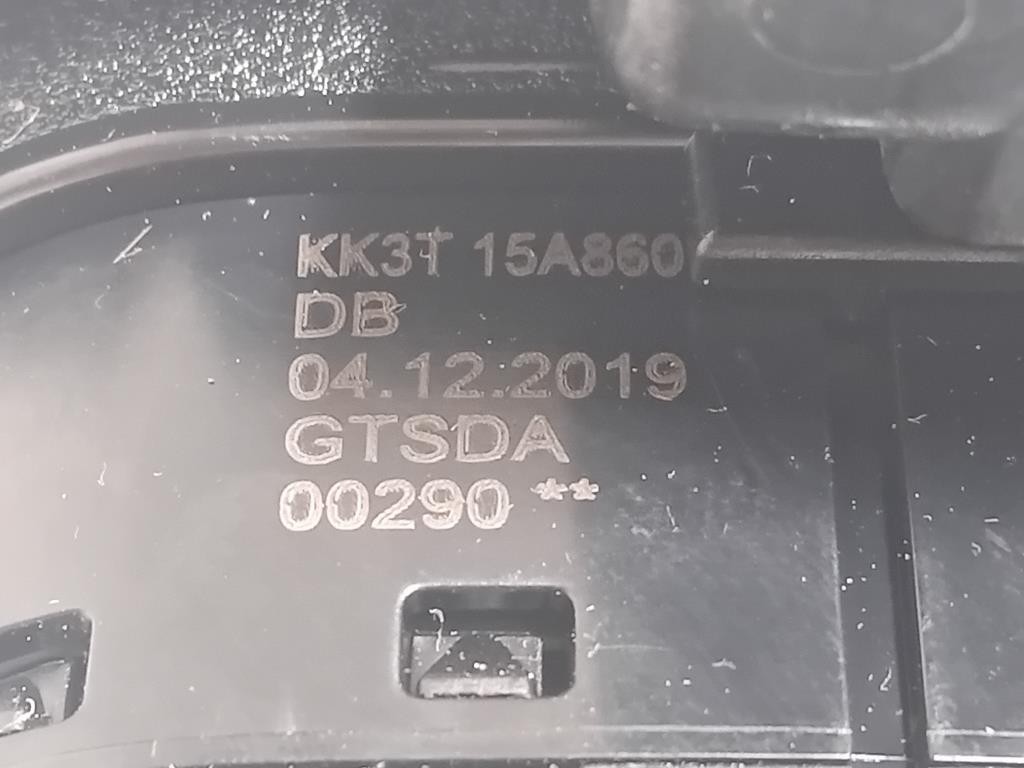 KK3T 15A860
DB
04.12.2019
GTSDA
00290 **